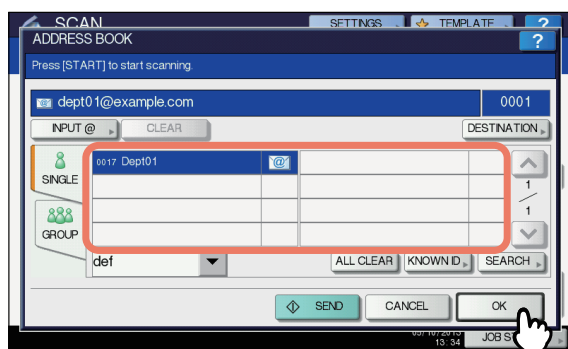 SCAN
SETTINGS TEMPLATE ?
ADDRESS BOOK ?
Press [START] to start scanning.
dept01@example.com 0001
INPUT @ CLEAR DESTINATION
SINGLE 0017 Dept01 @
1
1
GROUP
def ALL CLEAR KNOWN ID SEARCH
SEND CANCEL OK
13:34 JOB S